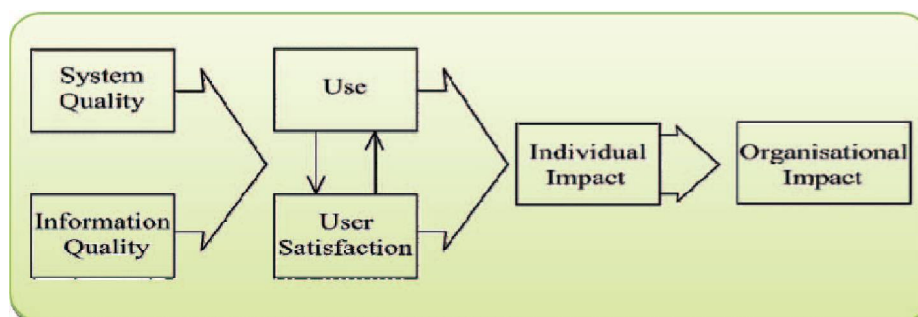 System
Quality
Information
Quality
Use
User
Satisfaction
Individual
Impact
Organisational
Impact